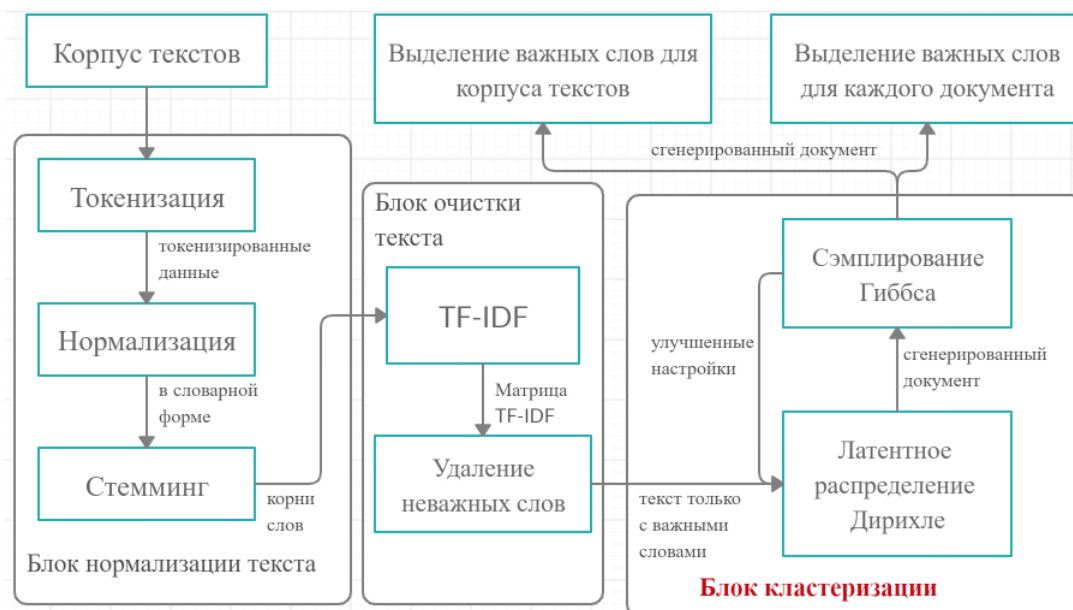 Корпус текстов
Токенизация
токенизированные
данные
Нормализация
в словарной
форме
Стемминг
корни
слов
Блок нормализации текста
Блок очистки
текста
TF-IDF
Матрица
TF-IDF
Удаление
неважных слов
текст только
с важными
словами
Выделение важных слов для
корпуса текстов
Выделение важных слов
для каждого документа
сгенерированный документ
Сэмплирование
Гиббса
улучшенные
настройки
сгенерированный
документ
Латентное
распределение
Дирихле
Блок кластеризации